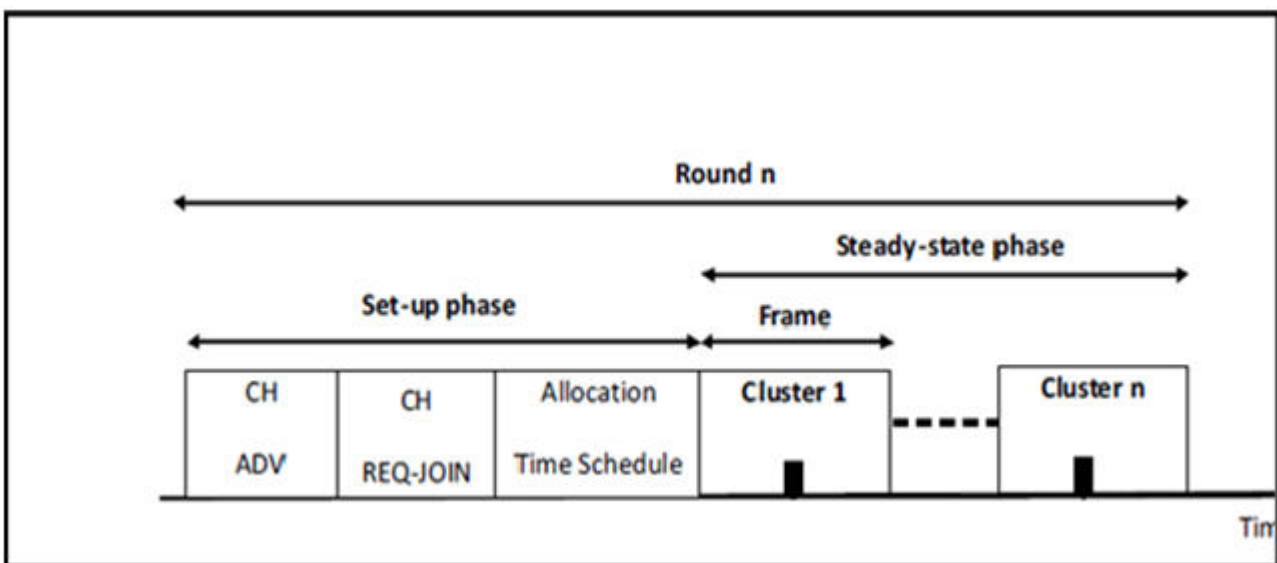 Round n
Steady-state phase
Set-up phase
Frame
CH
ADV
CH
REQ-JOIN
Allocation
Time Schedule
Cluster 1
Cluster n
Tim